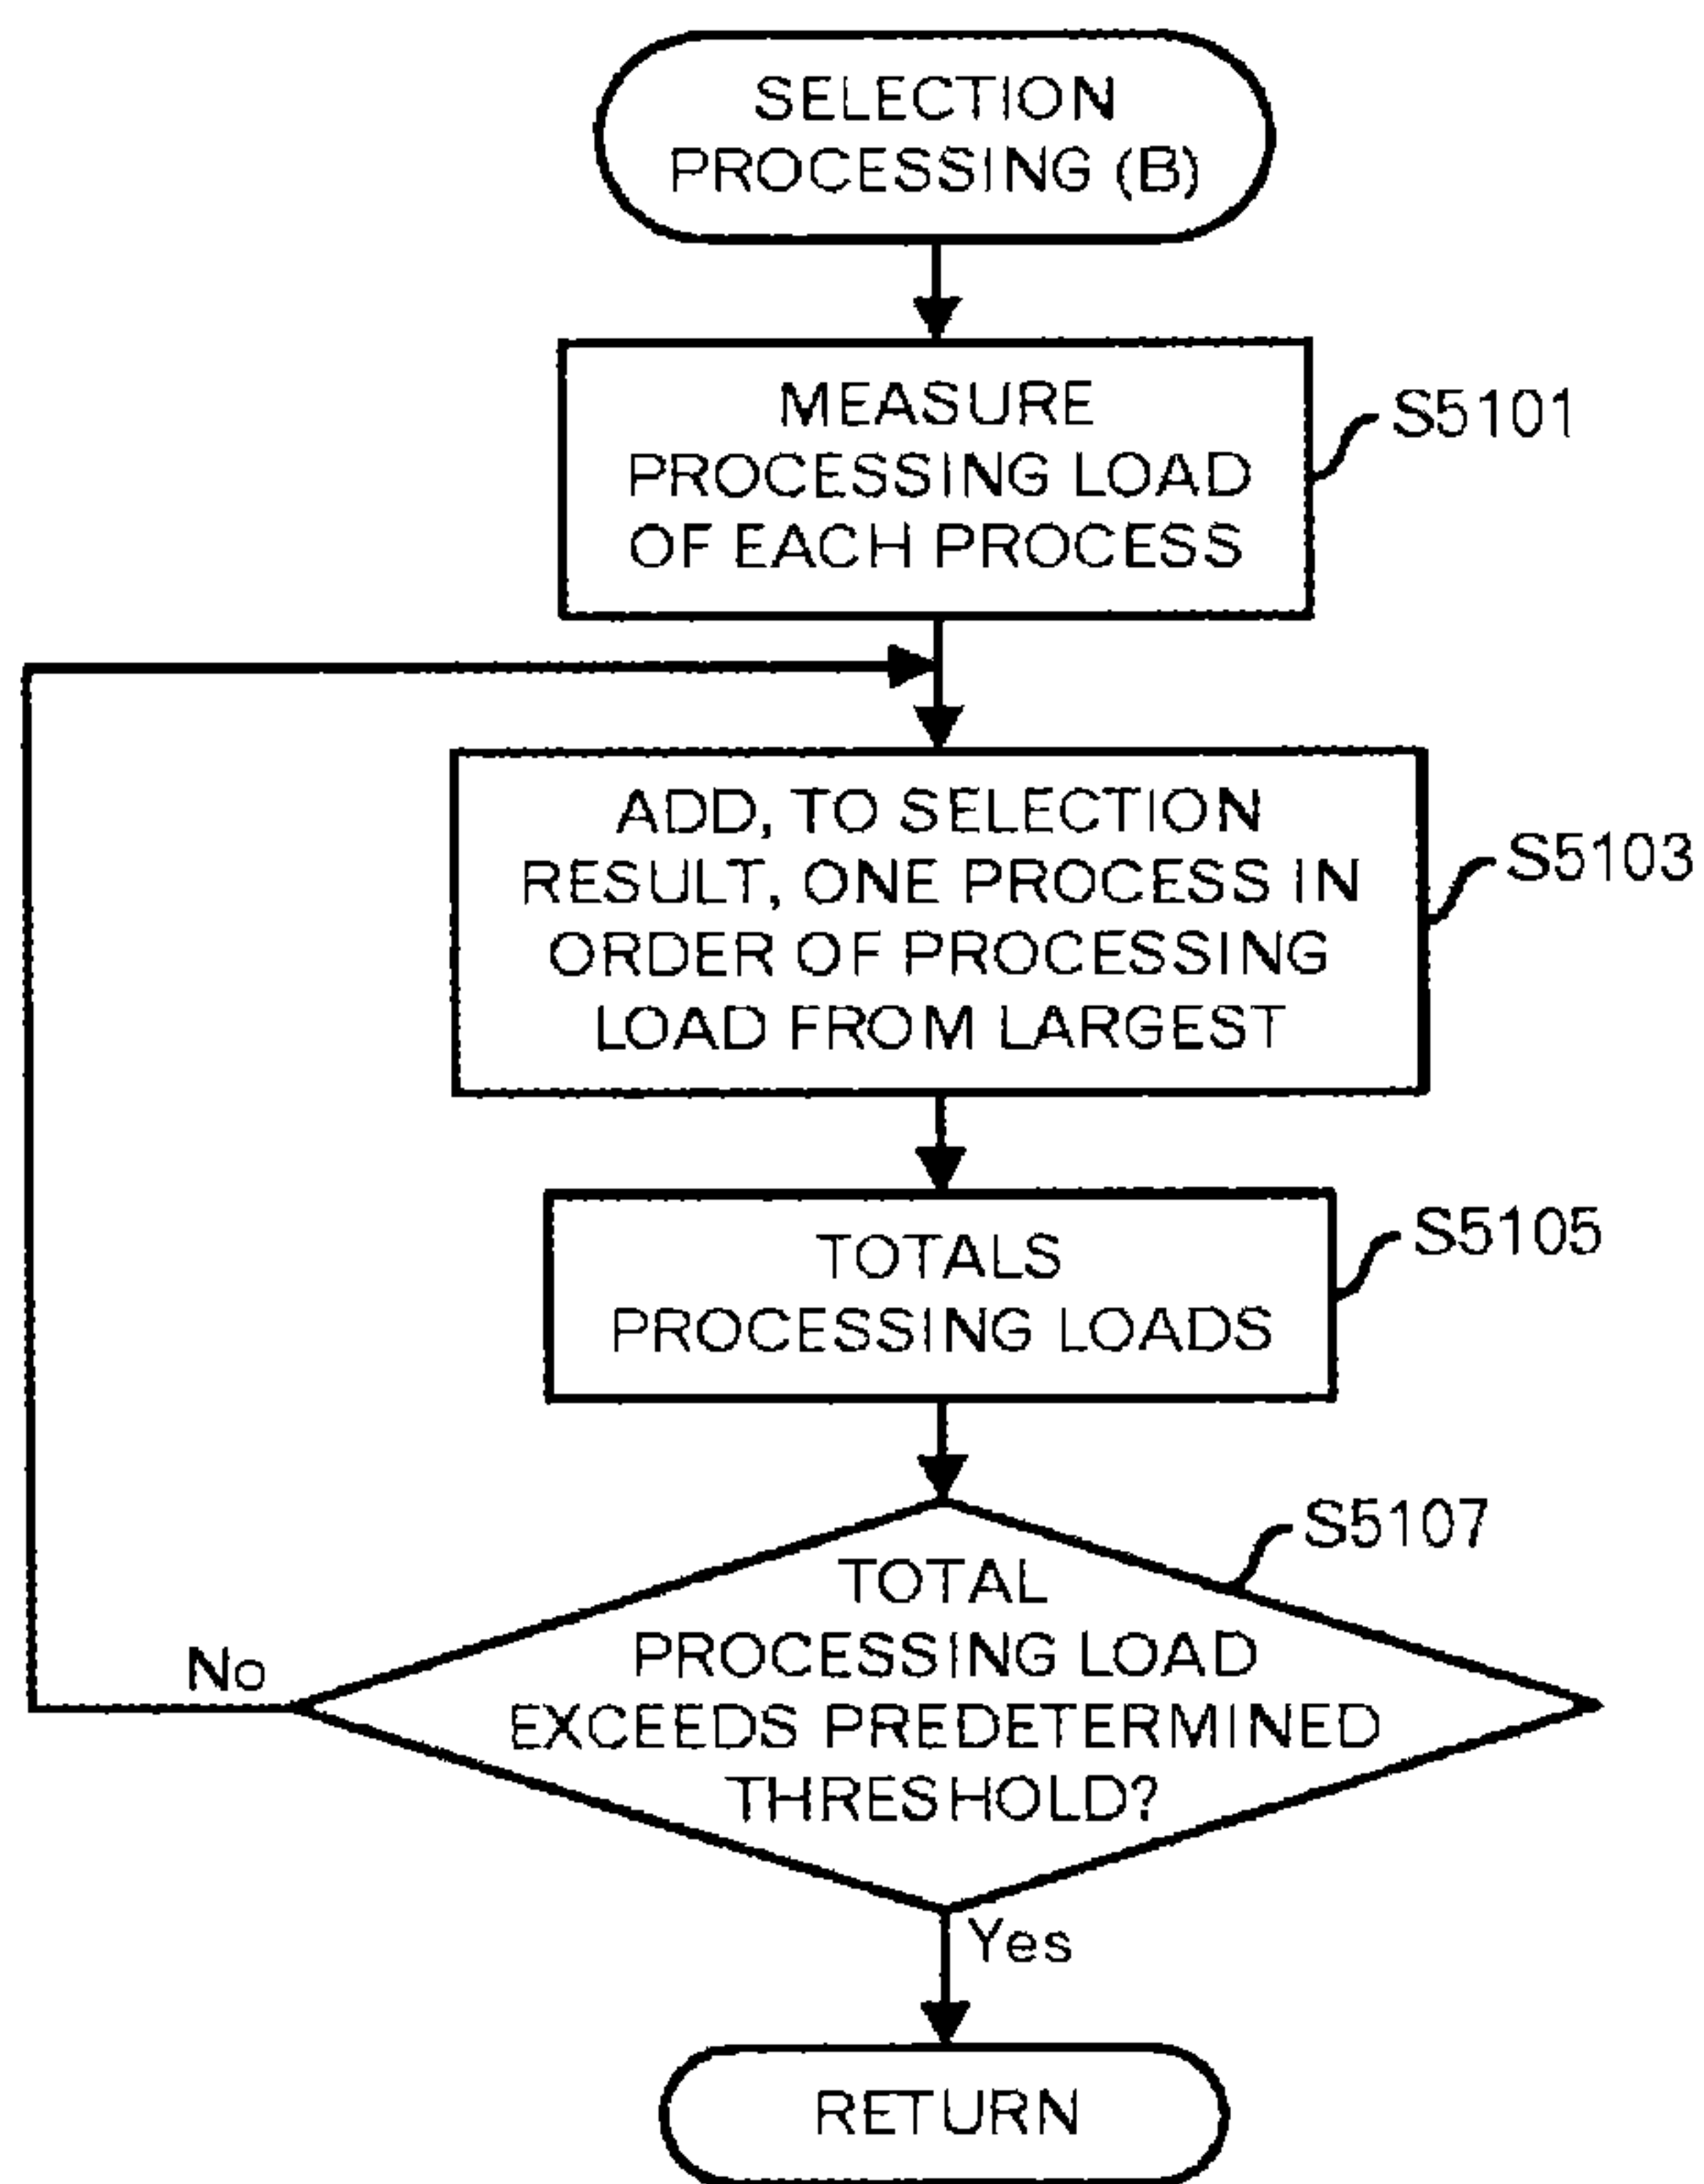 SELECTION
PROCESSING (B)
MEASURE
PROCESSING LOAD
OF EACH PROCESS
S5101
ADD, TO SELECTION
RESULT, ONE PROCESS IN
ORDER OF PROCESSING
LOAD FROM LARGEST
S5103
TOTALS
PROCESSING LOADS
S5105
TOTAL
PROCESSING LOAD
EXCEEDS PREDETERMINED
THRESHOLD?
S5107
No
Yes
RETURN